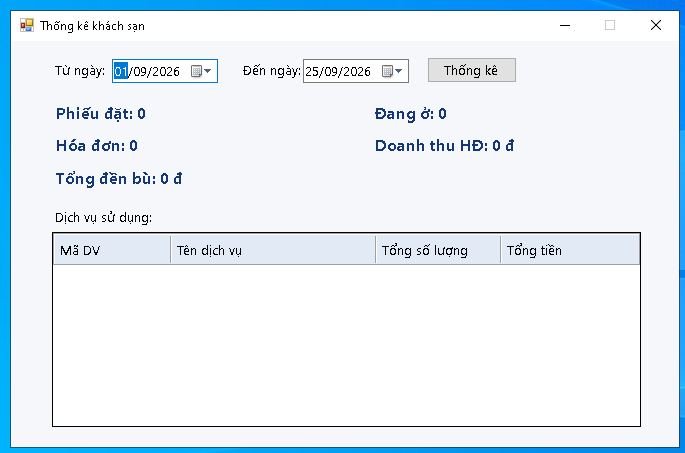 Thống kê khách sạn
Từ ngày: 01/09/2026 Đến ngày: 25/09/2026 Thống kê
Phiếu đặt: 0 Đang ở: 0
Hóa đơn: 0 Doanh thu HĐ: 0 đ
Tổng đền bù: 0 đ
Dịch vụ sử dụng:
Mã DV Tên dịch vụ Tổng số lượng Tổng tiền